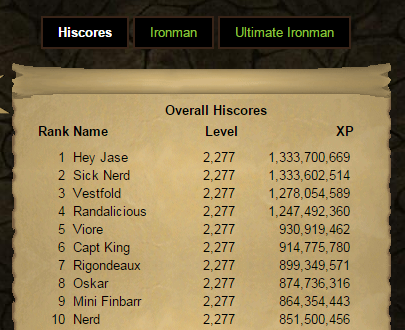 Hiscores Ironman Ultimate Ironman
Overall Hiscores
Rank Name Level XP
1 Hey Jase 2,277 1,333,700,669
2 Sick Nerd 2,277 1,333,602,514
3 Vestfold 2,277 1,278,054,589
4 Randalicious 2,277 1,247,492,360
5 Viore 2,277 930,919,462
6 Capt King 2,277 914,775,780
7 Rigondeaux 2,277 899,349,571
8 Oskar 2,277 874,736,316
9 Mini Finbarr 2,277 864,354,443
10 Nerd 2,277 851,500,456